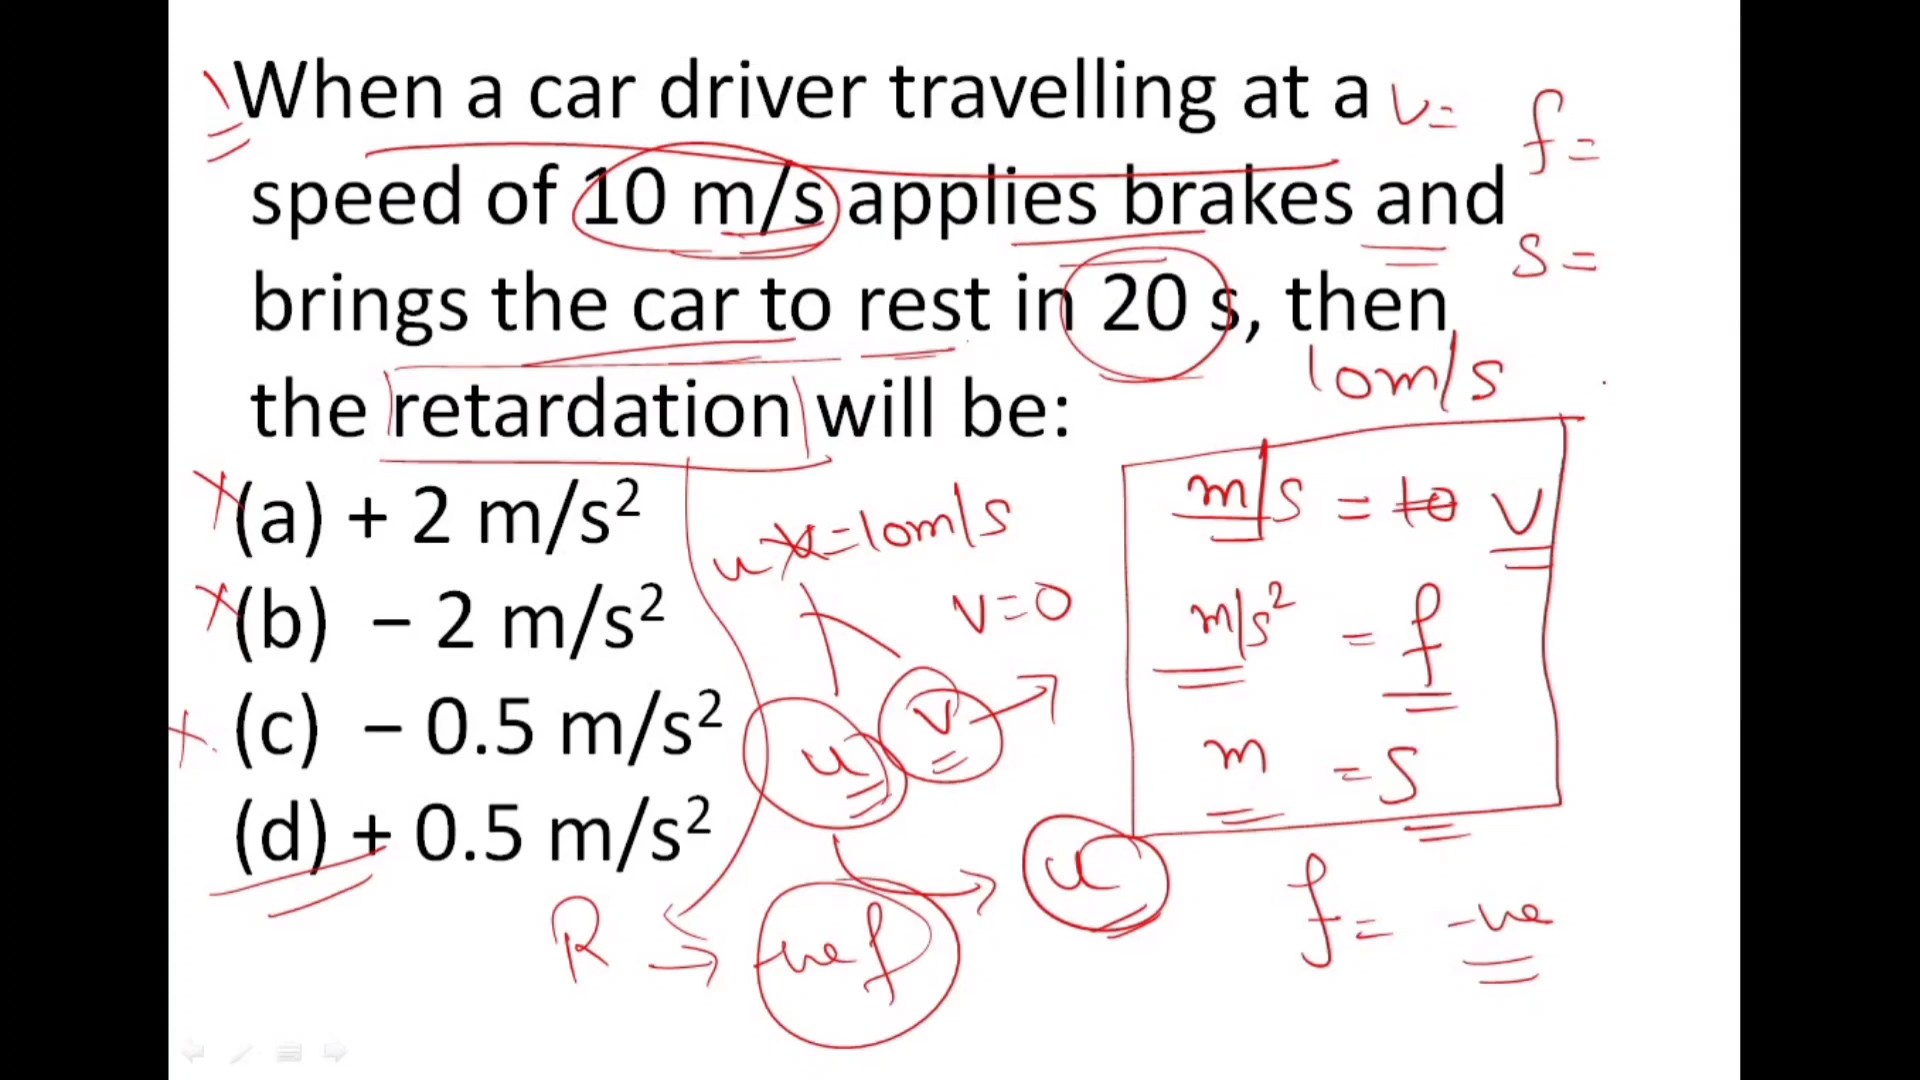 When a car driver travelling at a v= f=
speed of 10 m/s applies brakes and
s=
brings the car to rest in 20 s, then
10m/s
the retardation will be:
(a) + 2 m/s²
u v=10m/s
m/s = 10 v
(b) – 2 m/s²
v=0
m/s² = f
(c) – 0.5 m/s²
u v
m = s
(d) + 0.5 m/s²
u
R -ve f
f= -ve